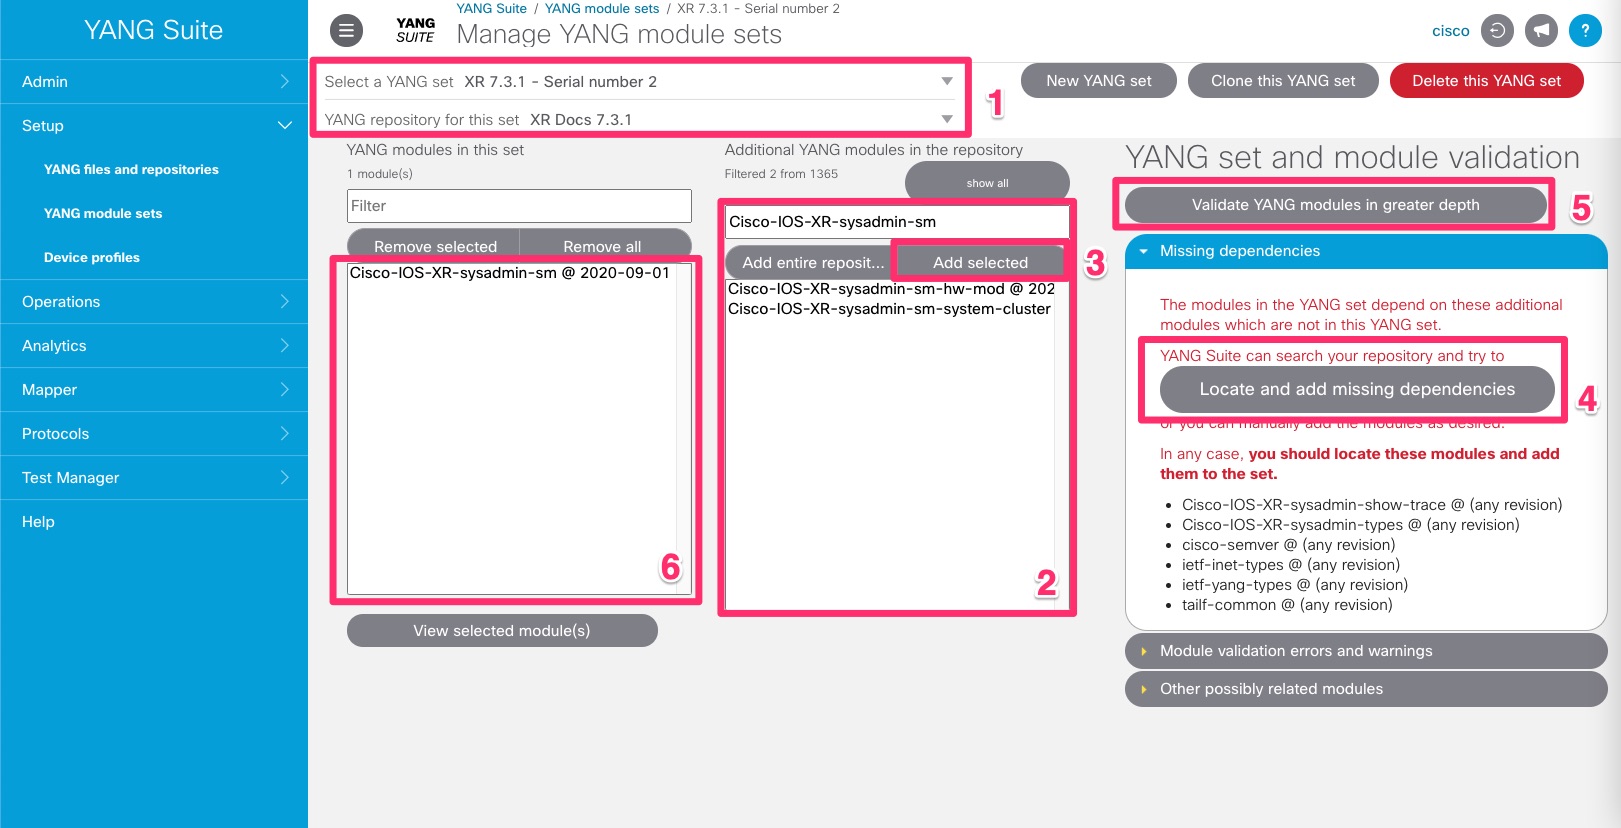 YANG Suite
Admin
Setup
YANG files and repositories
YANG module sets
Device profiles
Operations
Analytics
Mapper
Protocols
Test Manager
Help
YANG SUITE
YANG Suite / YANG module sets / XR 7.3.1 - Serial number 2
Manage YANG module sets
cisco
?
Select a YANG set XR 7.3.1 - Serial number 2
YANG repository for this set XR Docs 7.3.1
1
New YANG set
Clone this YANG set
Delete this YANG set
YANG modules in this set
1 module(s)
Filter
Remove selected
Remove all
Cisco-IOS-XR-sysadmin-sm @ 2020-09-01
6
View selected module(s)
Additional YANG modules in the repository
Filtered 2 from 1365
show all
Cisco-IOS-XR-sysadmin-sm
Add entire reposit...
Add selected
3
Cisco-IOS-XR-sysadmin-sm-hw-mod @ 202
Cisco-IOS-XR-sysadmin-sm-system-cluster
2
YANG set and module validation
Validate YANG modules in greater depth
5
Missing dependencies
The modules in the YANG set depend on these additional
modules which are not in this YANG set.
YANG Suite can search your repository and try to
Locate and add missing dependencies
4
or you can manually add the modules as desired.
In any case, you should locate these modules and add
them to the set.
• Cisco-IOS-XR-sysadmin-show-trace @ (any revision)
• Cisco-IOS-XR-sysadmin-types @ (any revision)
• cisco-semver @ (any revision)
• ietf-inet-types @ (any revision)
• ietf-yang-types @ (any revision)
• tailf-common @ (any revision)
Module validation errors and warnings
Other possibly related modules